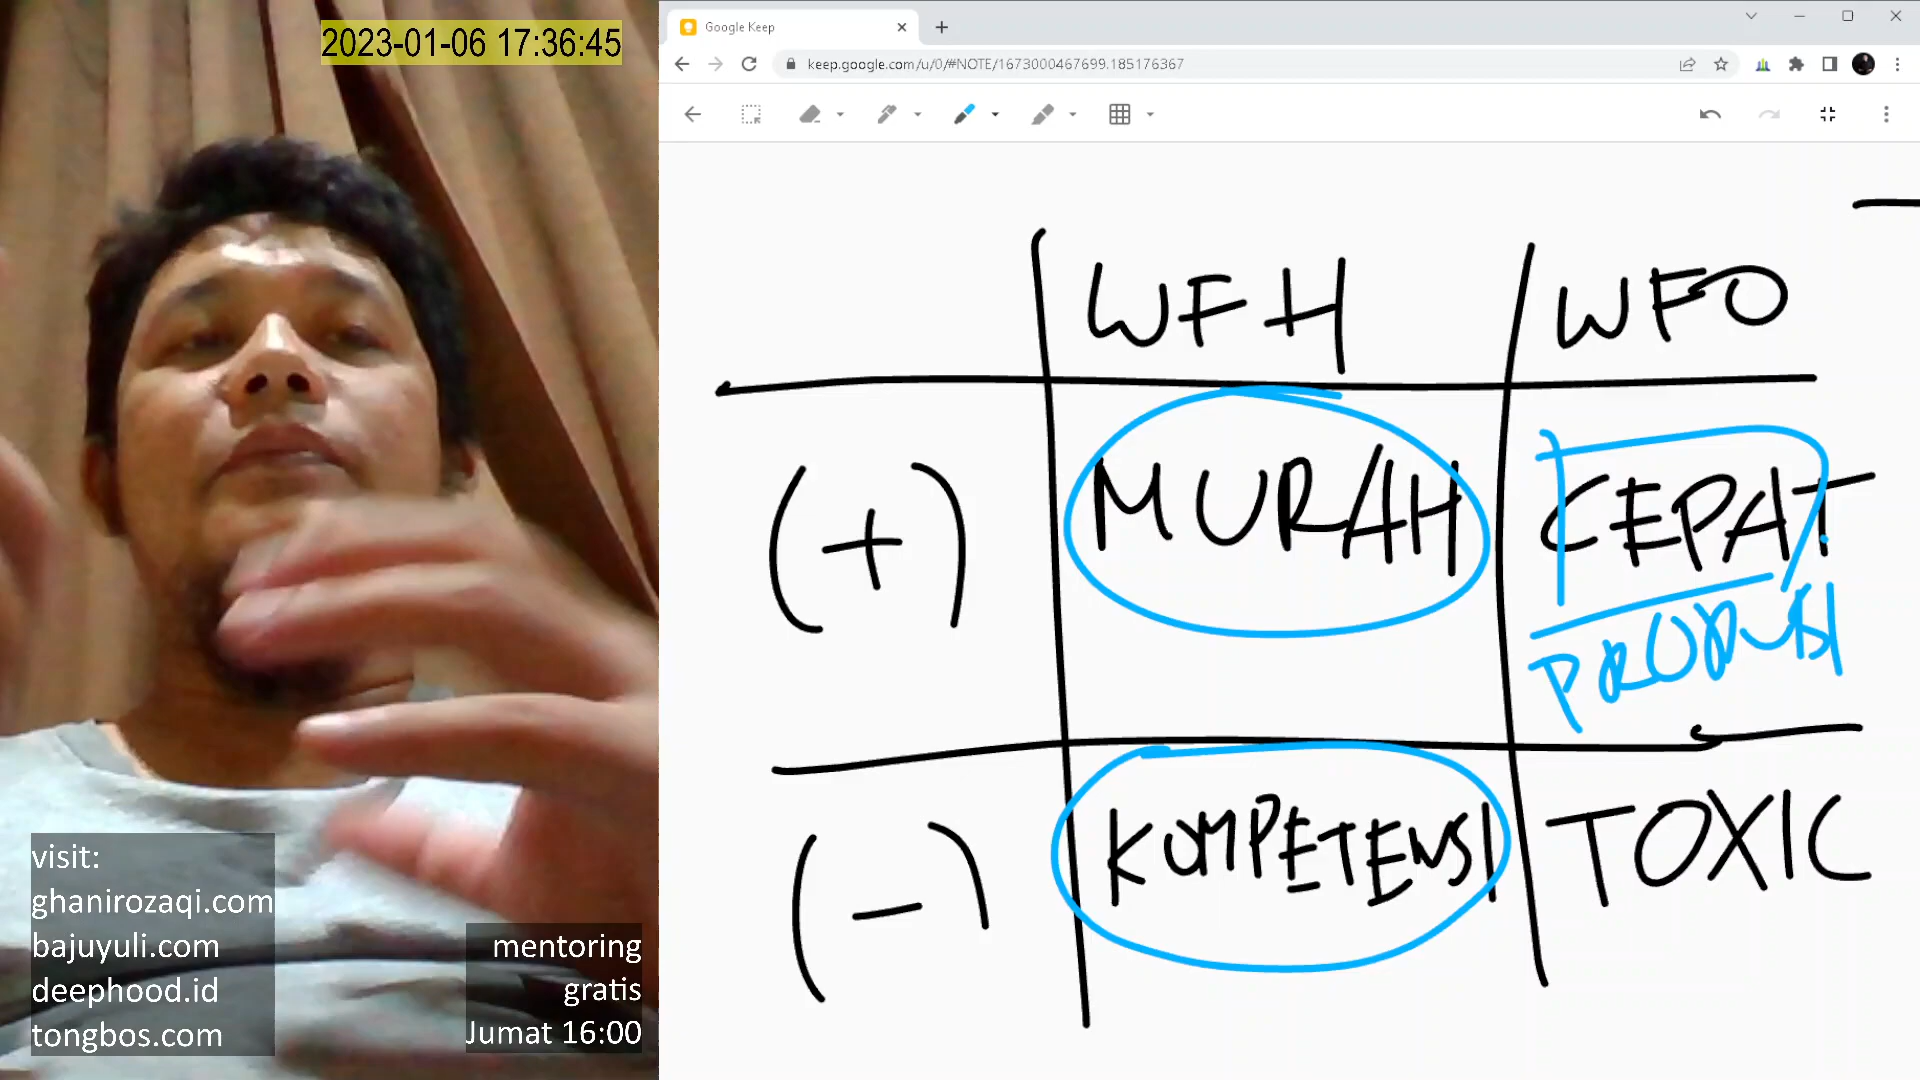 2023-01-06 17:36:45
Google Keep
keep.google.com/u/0/#NOTE/1673000467699.185176367
WFH WFO
(+) MURAH CEPAT
PRODUKSI
(-) KOMPETENSI TOXIC
visit:
ghanirozaqi.com
bajuyuli.com
deephood.id
tongbos.com
mentoring
gratis
Jumat 16:00